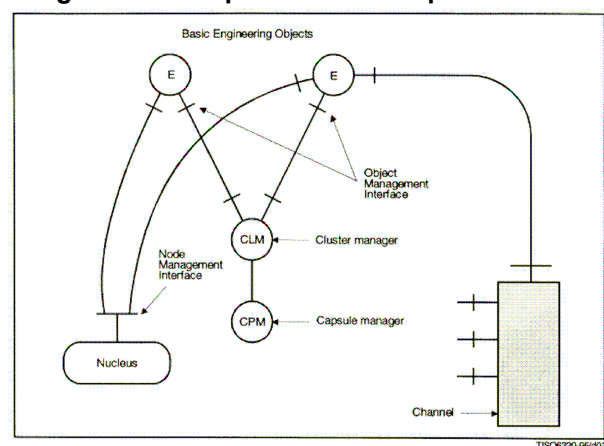 Basic Engineering Objects
E
E
Object
Management
Interface
CLM
Cluster manager
Node
Management
Interface
CPM
Capsule manager
Nucleus
Channel